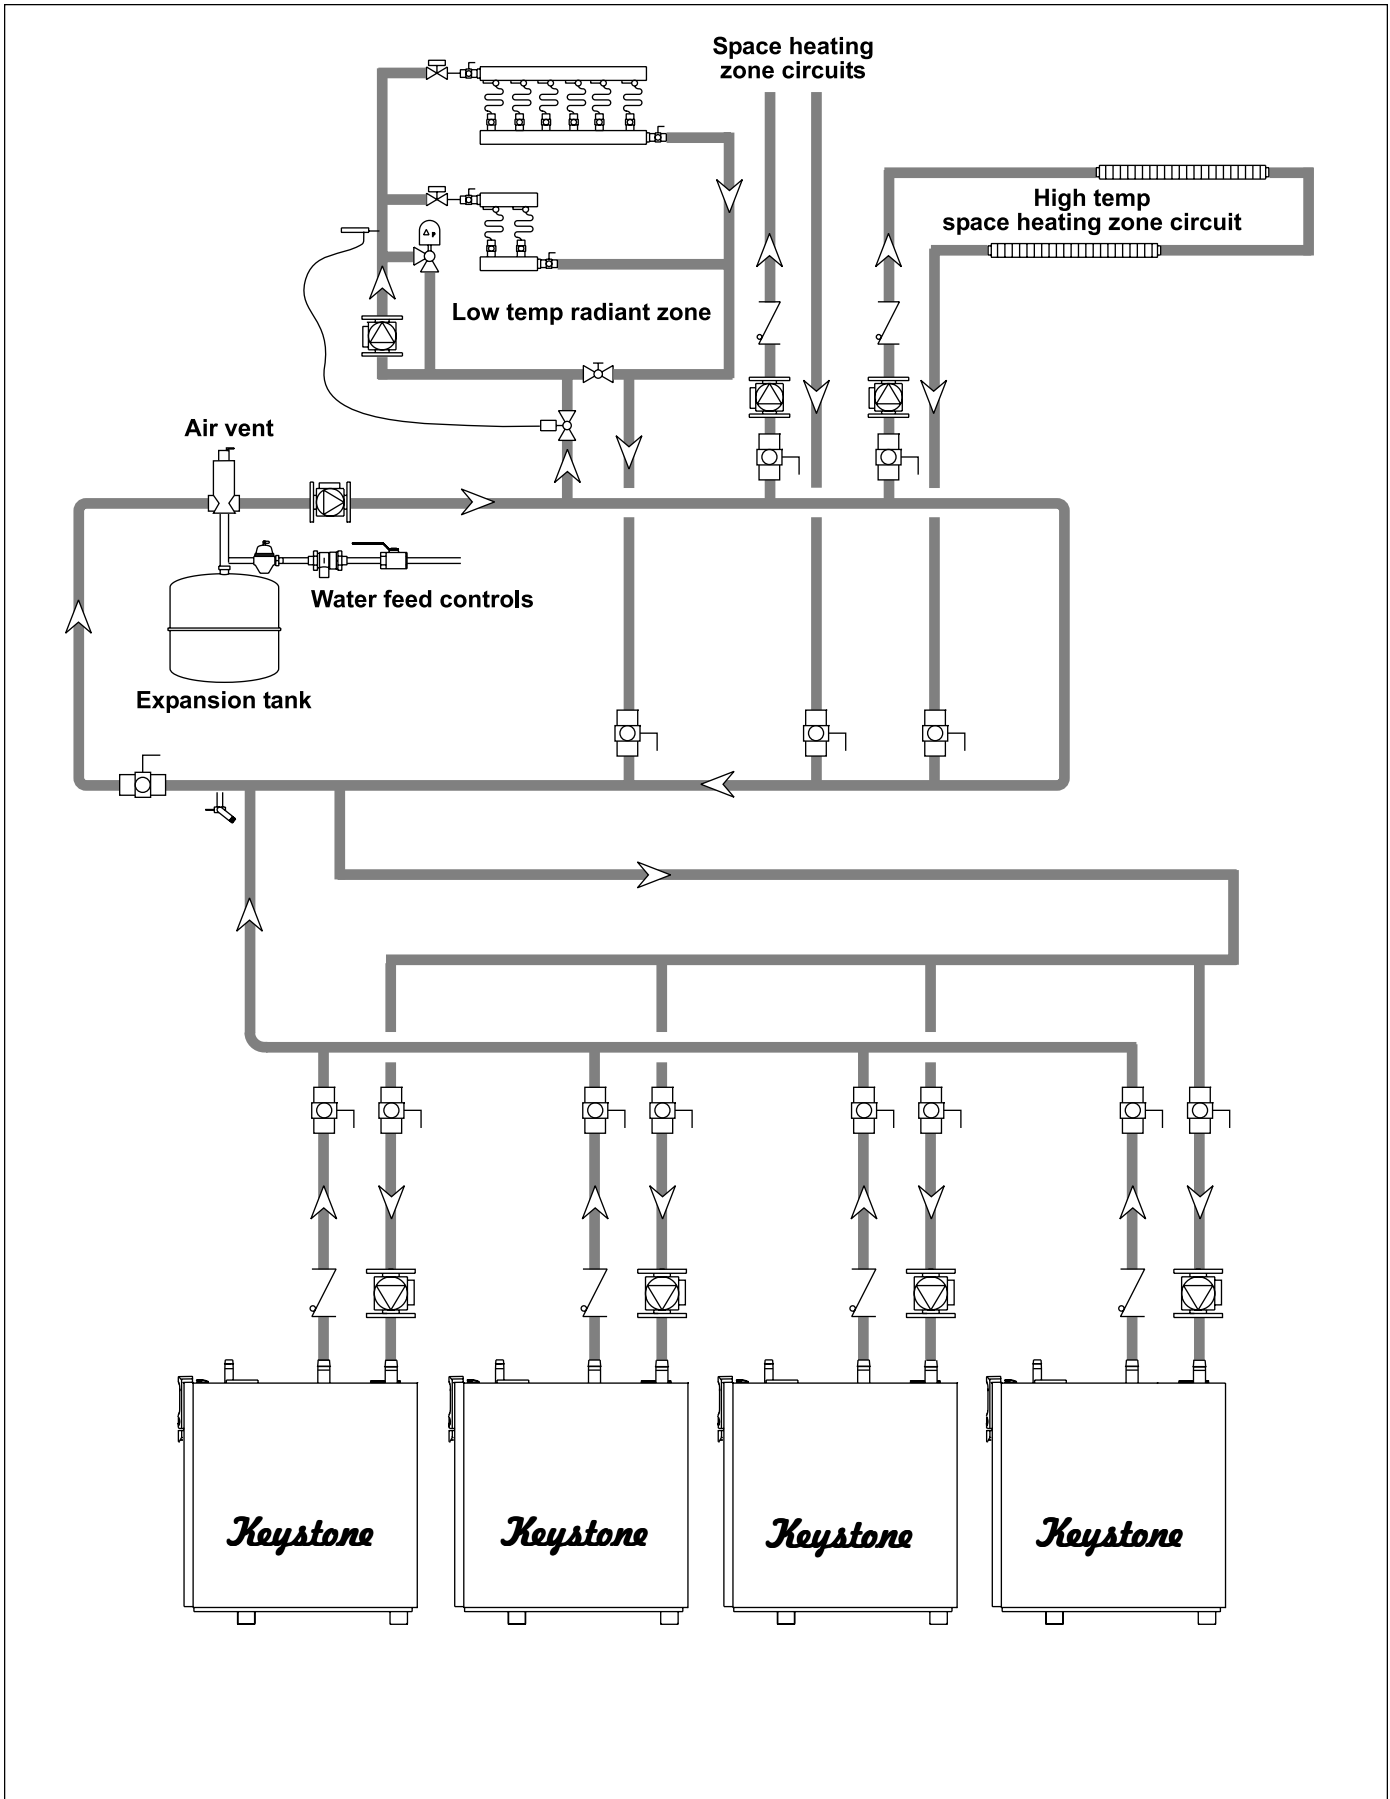 Space heating
zone circuits
High temp
space heating zone circuit
Δ P
Low temp radiant zone
Air vent
Water feed controls
Expansion tank
Keystone
Keystone
Keystone
Keystone